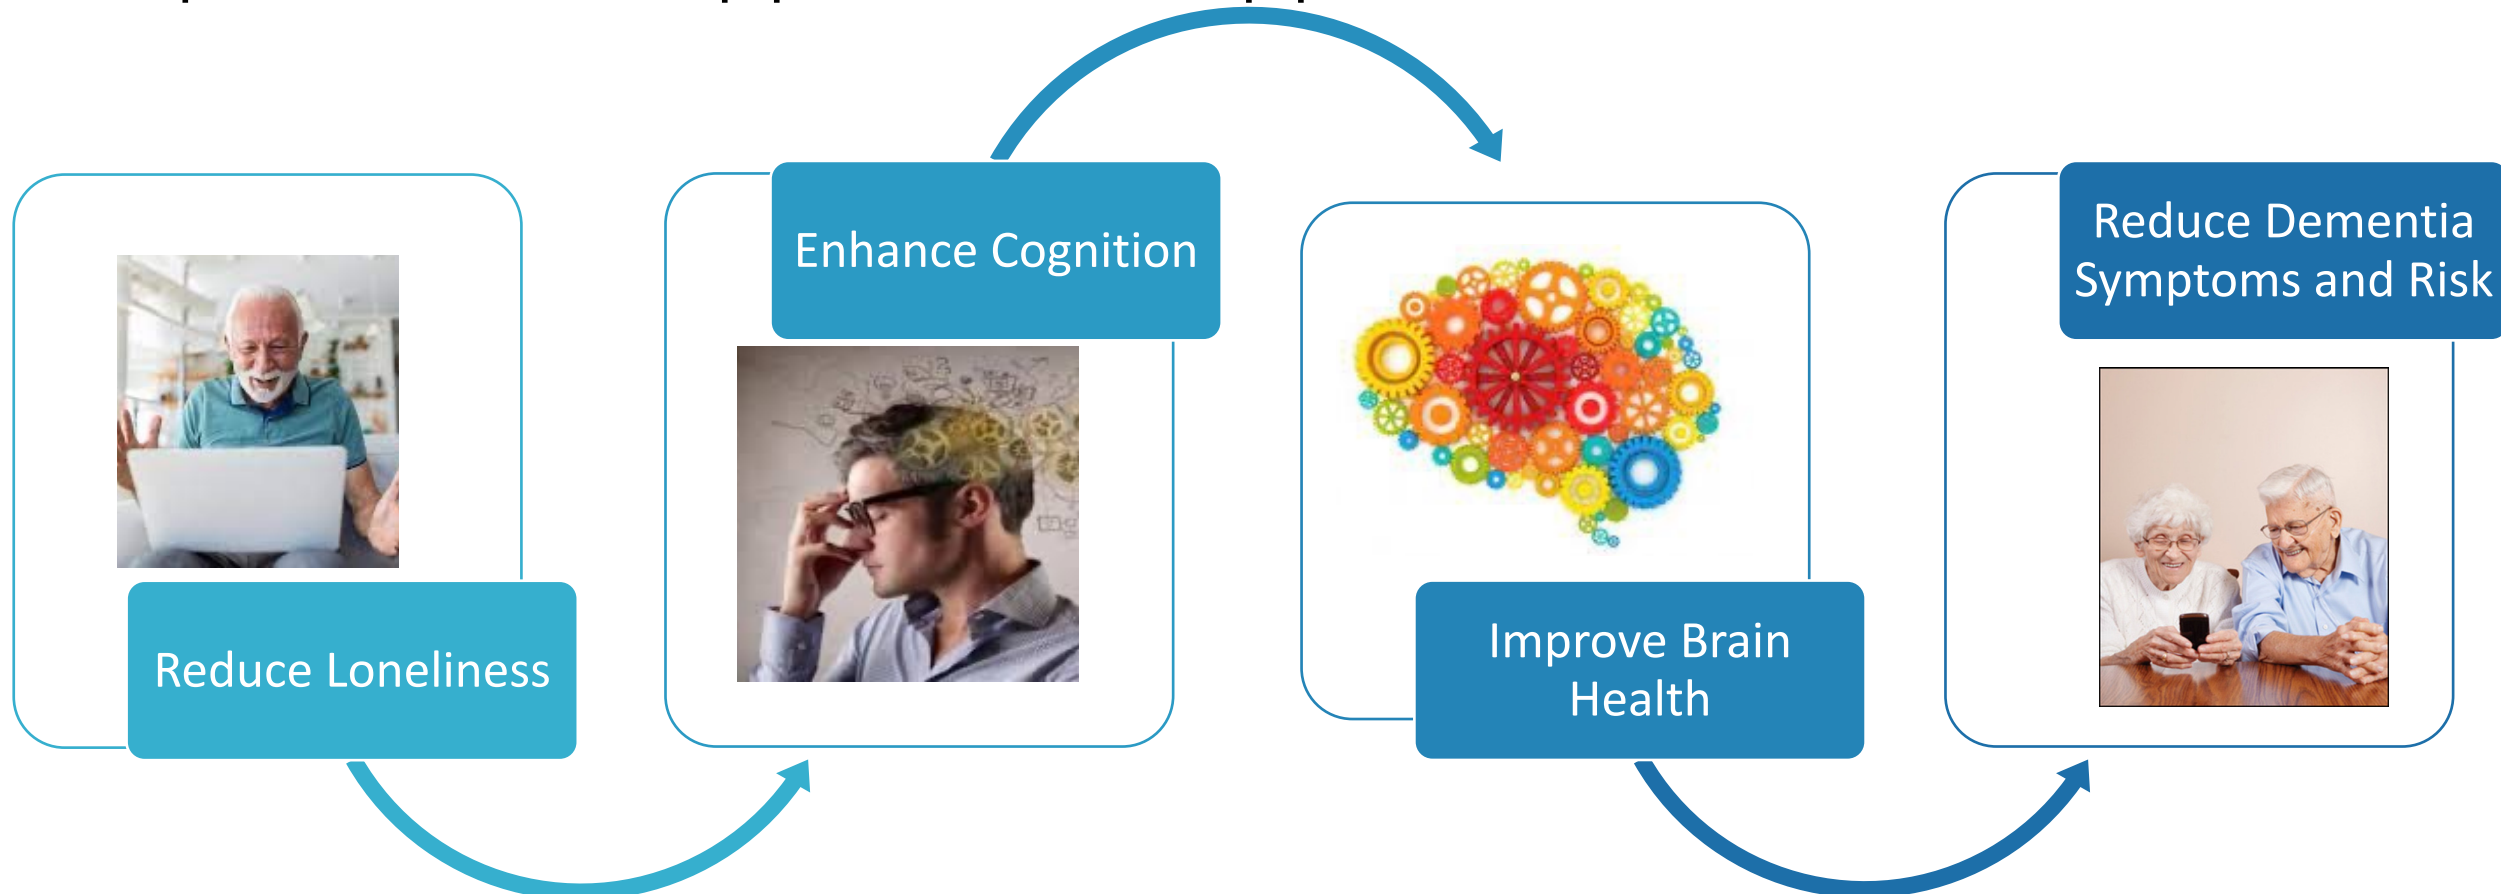 Reduce Loneliness
Enhance Cognition
Improve Brain
Health
Reduce Dementia
Symptoms and Risk